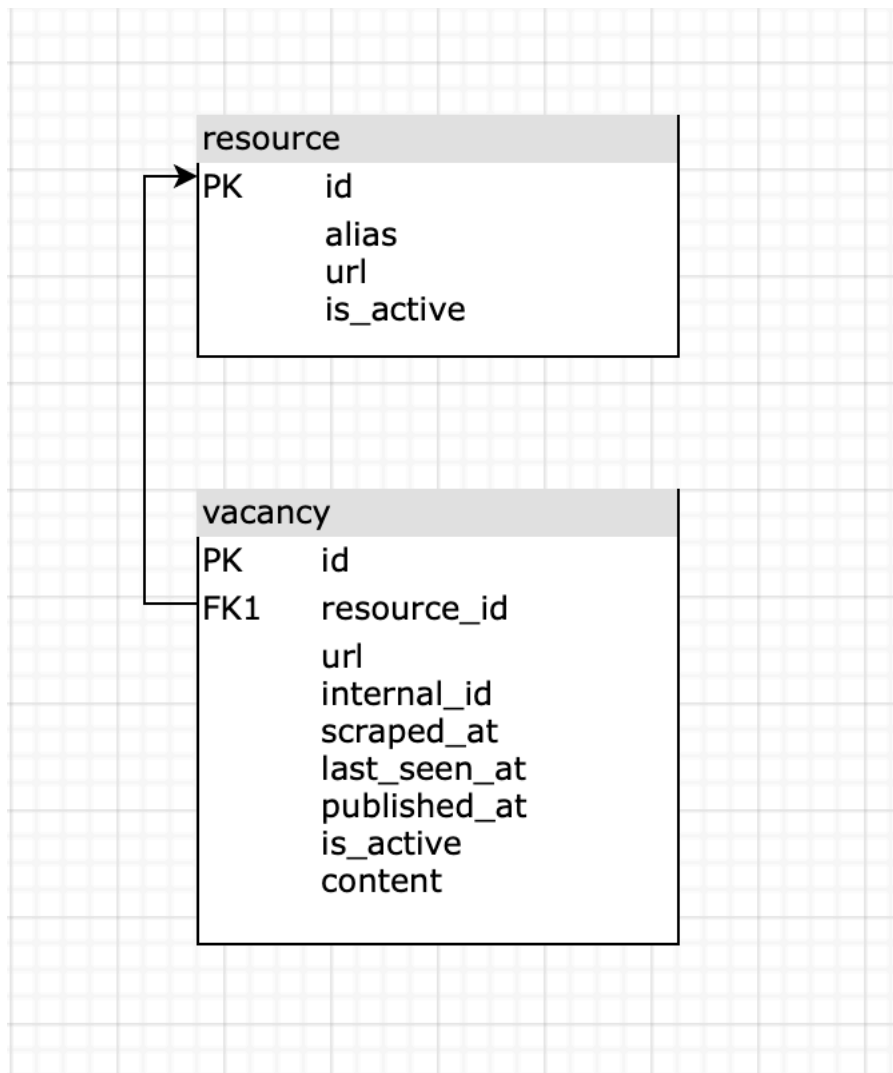 resource
PK id
alias
url
is_active
vacancy
PK id
FK1 resource_id
url
internal_id
scraped_at
last_seen_at
published_at
is_active
content